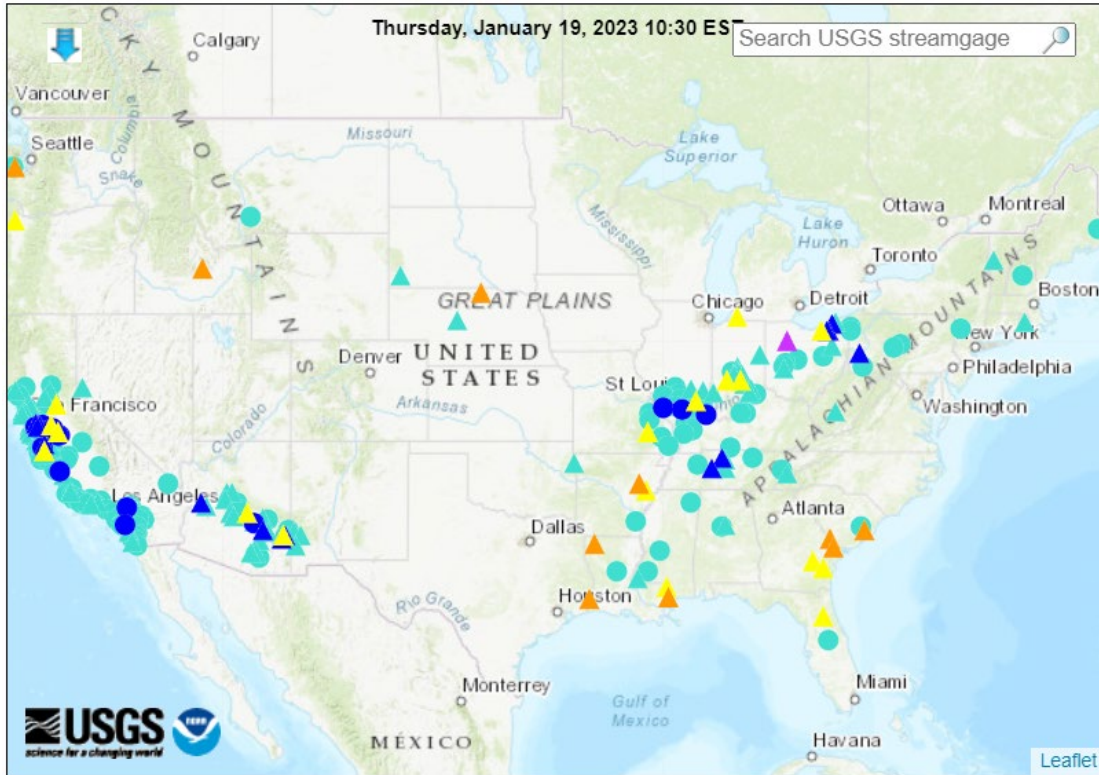 Thursday, January 19, 2023 10:30 EST
Search USGS streamgage
Calgary
Vancouver
Seattle
Columbia
Snake
CKY MOUNTAINS
Missouri
Lake
Superior
Mississippi
Ottawa
Montreal
Lake
Huron
Toronto
Boston
Chicago
Detroit
GREAT PLAINS
New York
Philadelphia
Washington
APPALACHIAN MOUNTAINS
Denver
UNITED
STATES
St Loui
Ohio
Francisco
Colorado
Arkansas
Los Angeles
Dallas
Atlanta
Houston
Rio Grande
Monterrey
Gulf of
Mexico
Miami
MÉXICO
Havana
USGS
science for a changing world
Leaflet